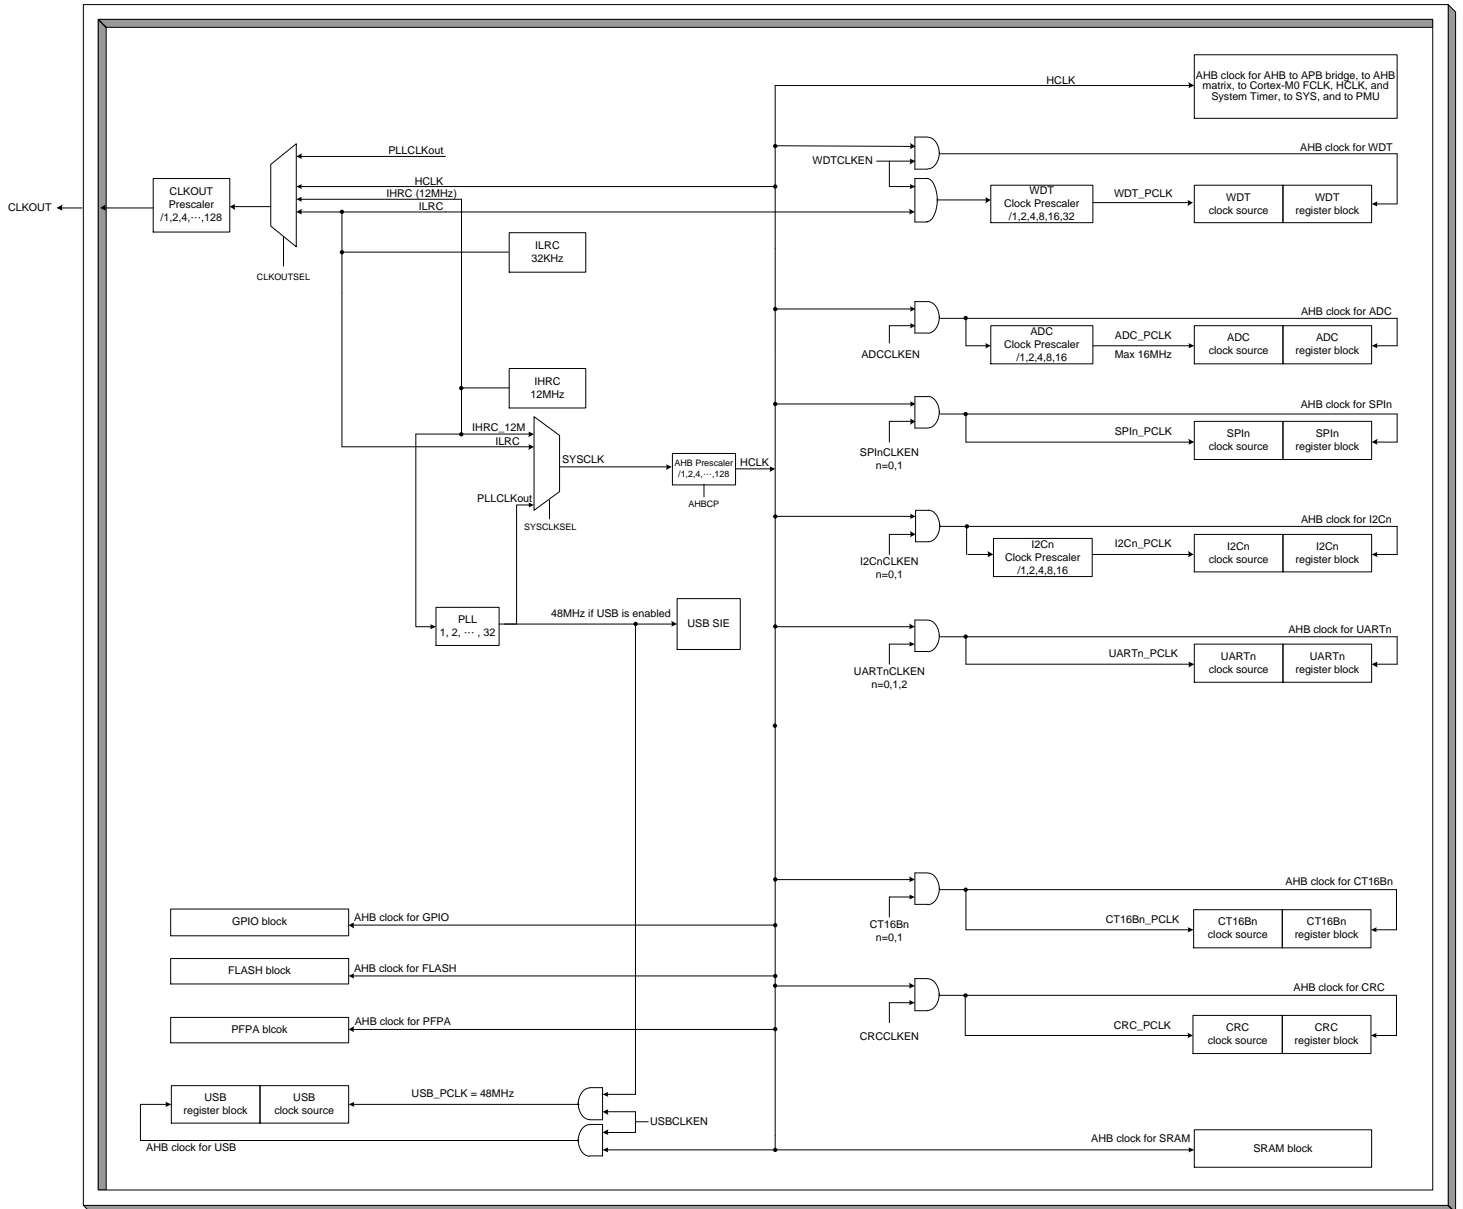 HCLK
AHB clock for AHB to APB bridge, to AHB
matrix, to Cortex-M0 FCLK, HCLK, and
System Timer, to SYS, and to PMU
PLLCLKout
HCLK
IHRC (12MHz)
ILRC
CLKOUT
CLKOUT
Prescaler
/1,2,4,···,128
CLKOUTSEL
WDTCLKEN
AHB clock for WDT
WDT
Clock Prescaler
/1,2,4,8,16,32
WDT_PCLK
WDT
clock source
WDT
register block
ILRC
32KHz
ADCCLKEN
AHB clock for ADC
ADC
Clock Prescaler
/1,2,4,8,16
ADC_PCLK
Max 16MHz
ADC
clock source
ADC
register block
IHRC
12MHz
IHRC_12M
ILRC
PLLCLKout
SYSCLK
SYSCLKSEL
AHB Prescaler
/1,2,4,···,128
AHBCP
HCLK
SPInCLKEN
n=0,1
AHB clock for SPIn
SPIn_PCLK
SPIn
clock source
SPIn
register block
I2CnCLKEN
n=0,1
AHB clock for I2Cn
I2Cn
Clock Prescaler
/1,2,4,8,16
I2Cn_PCLK
I2Cn
clock source
I2Cn
register block
PLL
1, 2, ··· , 32
48MHz if USB is enabled
USB SIE
UARTnCLKEN
n=0,1,2
AHB clock for UARTn
UARTn_PCLK
UARTn
clock source
UARTn
register block
CT16Bn
n=0,1
AHB clock for CT16Bn
CT16Bn_PCLK
CT16Bn
clock source
CT16Bn
register block
GPIO block
AHB clock for GPIO
FLASH block
AHB clock for FLASH
PFPA blcok
AHB clock for PFPA
CRCCLKEN
AHB clock for CRC
CRC_PCLK
CRC
clock source
CRC
register block
USB
register block
USB
clock source
USB_PCLK = 48MHz
USBCLKEN
AHB clock for USB
AHB clock for SRAM
SRAM block